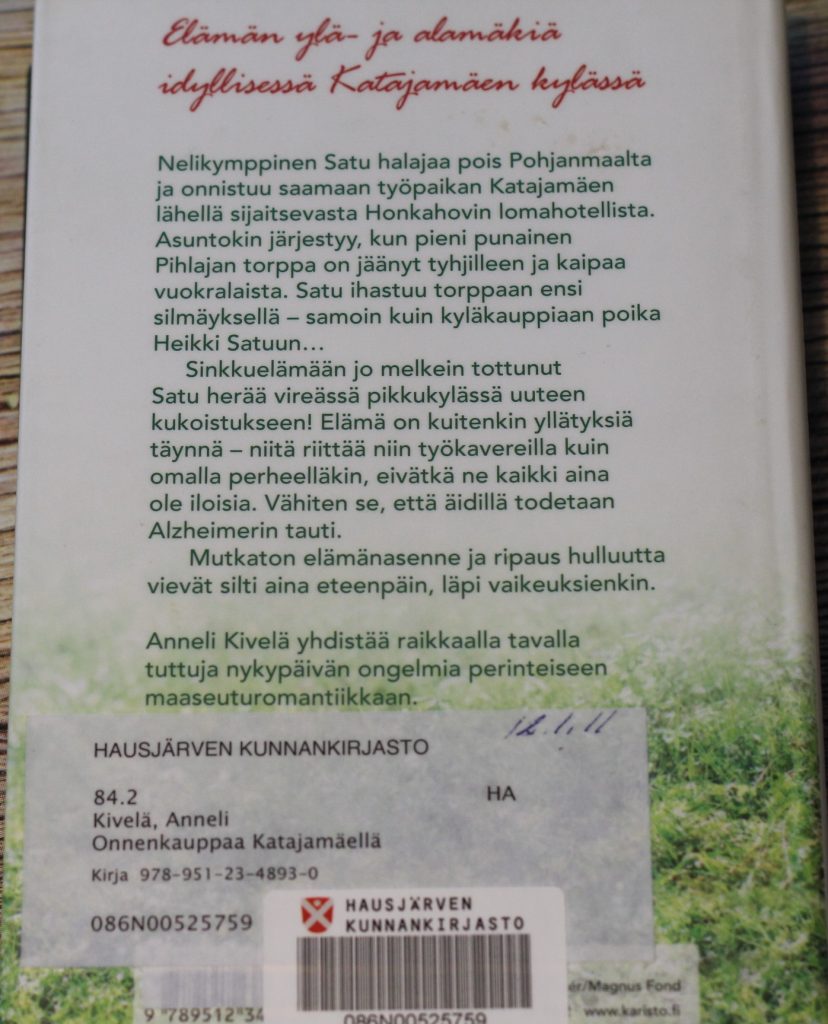 Elämän ylä- ja alamäkiä
idyllisessä Katajamäen kylässä
Nelikymppinen Satu halajaa pois Pohjanmaalta
ja onnistuu saamaan työpaikan Katajamäen
lähellä sijaitsevasta Honkahovin lomahotellista.
Asuntokin järjestyy, kun pieni punainen
Pihlajan torppa on jäänyt tyhjilleen ja kaipaa
vuokralaista. Satu ihastuu torppaan ensi
silmäyksellä – samoin kuin kyläkauppiaan poika
Heikki Satuun...
Sinkkuelämään jo melkein tottunut
Satu herää vireässä pikkukylässä uuteen
kukoistukseen! Elämä on kuitenkin yllätyksiä
täynnä – niitä riittää niin työkavereilla kuin
omalla perheelläkin, eivätkä ne kaikki aina
ole iloisia. Vähiten se, että äidillä todetaan
Alzheimerin tauti.
Mutkaton elämänasenne ja ripaus hulluutta
vievät silti aina eteenpäin, läpi vaikeuksienkin.
Anneli Kivelä yhdistää raikkaalla tavalla
tuttuja nykypäivän ongelmia perinteiseen
maaseuturomantiikkaan.
12.1.11
HAUSJÄRVEN KUNNANKIRJASTO
84.2 HA
Kivelä, Anneli
Onnenkauppaa Katajamäellä
Kirja 978-951-23-4893-0
086N00525759
HAUSJÄRVEN
KUNNANKIRJASTO
/Magnus Fond
www.karisto.fi
9 789512 34
086N00525759